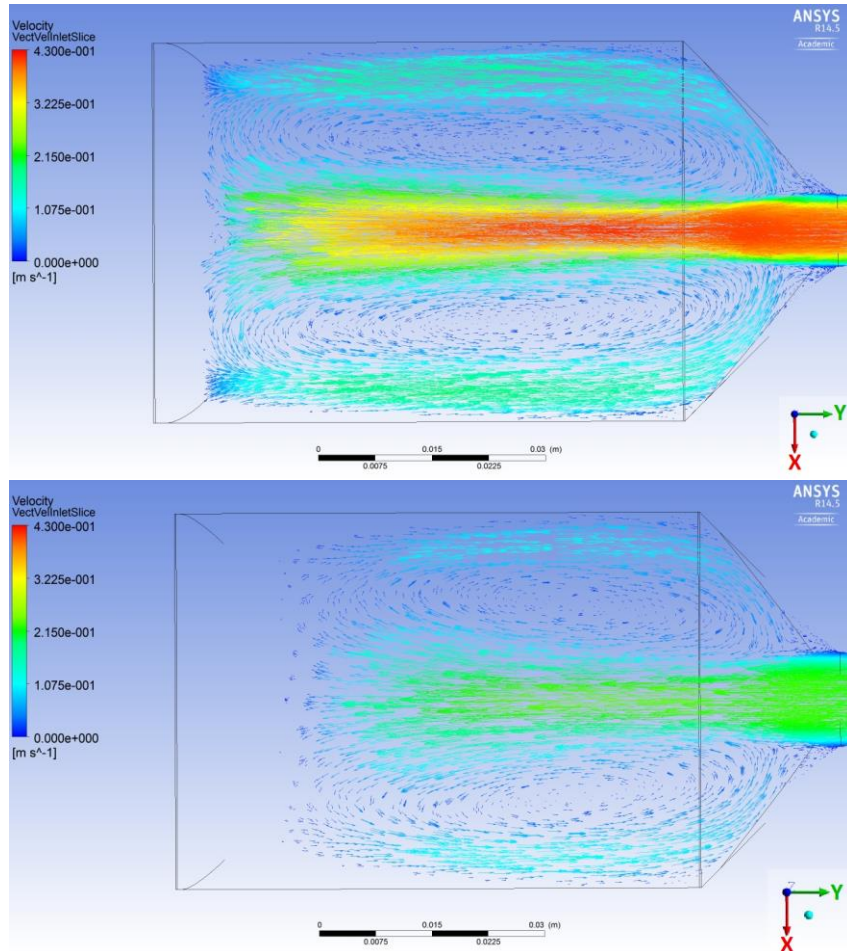 Velocity
VectVelInletSlice
4.300e-001
3.225e-001
2.150e-001
1.075e-001
0.000e+000
[m s^-1]
ANSYS
R14.5
Academic
0 0.015 0.03 (m)
0.0075 0.0225
Y
X
Velocity
VectVelInletSlice
4.300e-001
3.225e-001
2.150e-001
1.075e-001
0.000e+000
[m s^-1]
ANSYS
R14.5
Academic
0 0.015 0.03 (m)
0.0075 0.0225
Z
Y
X